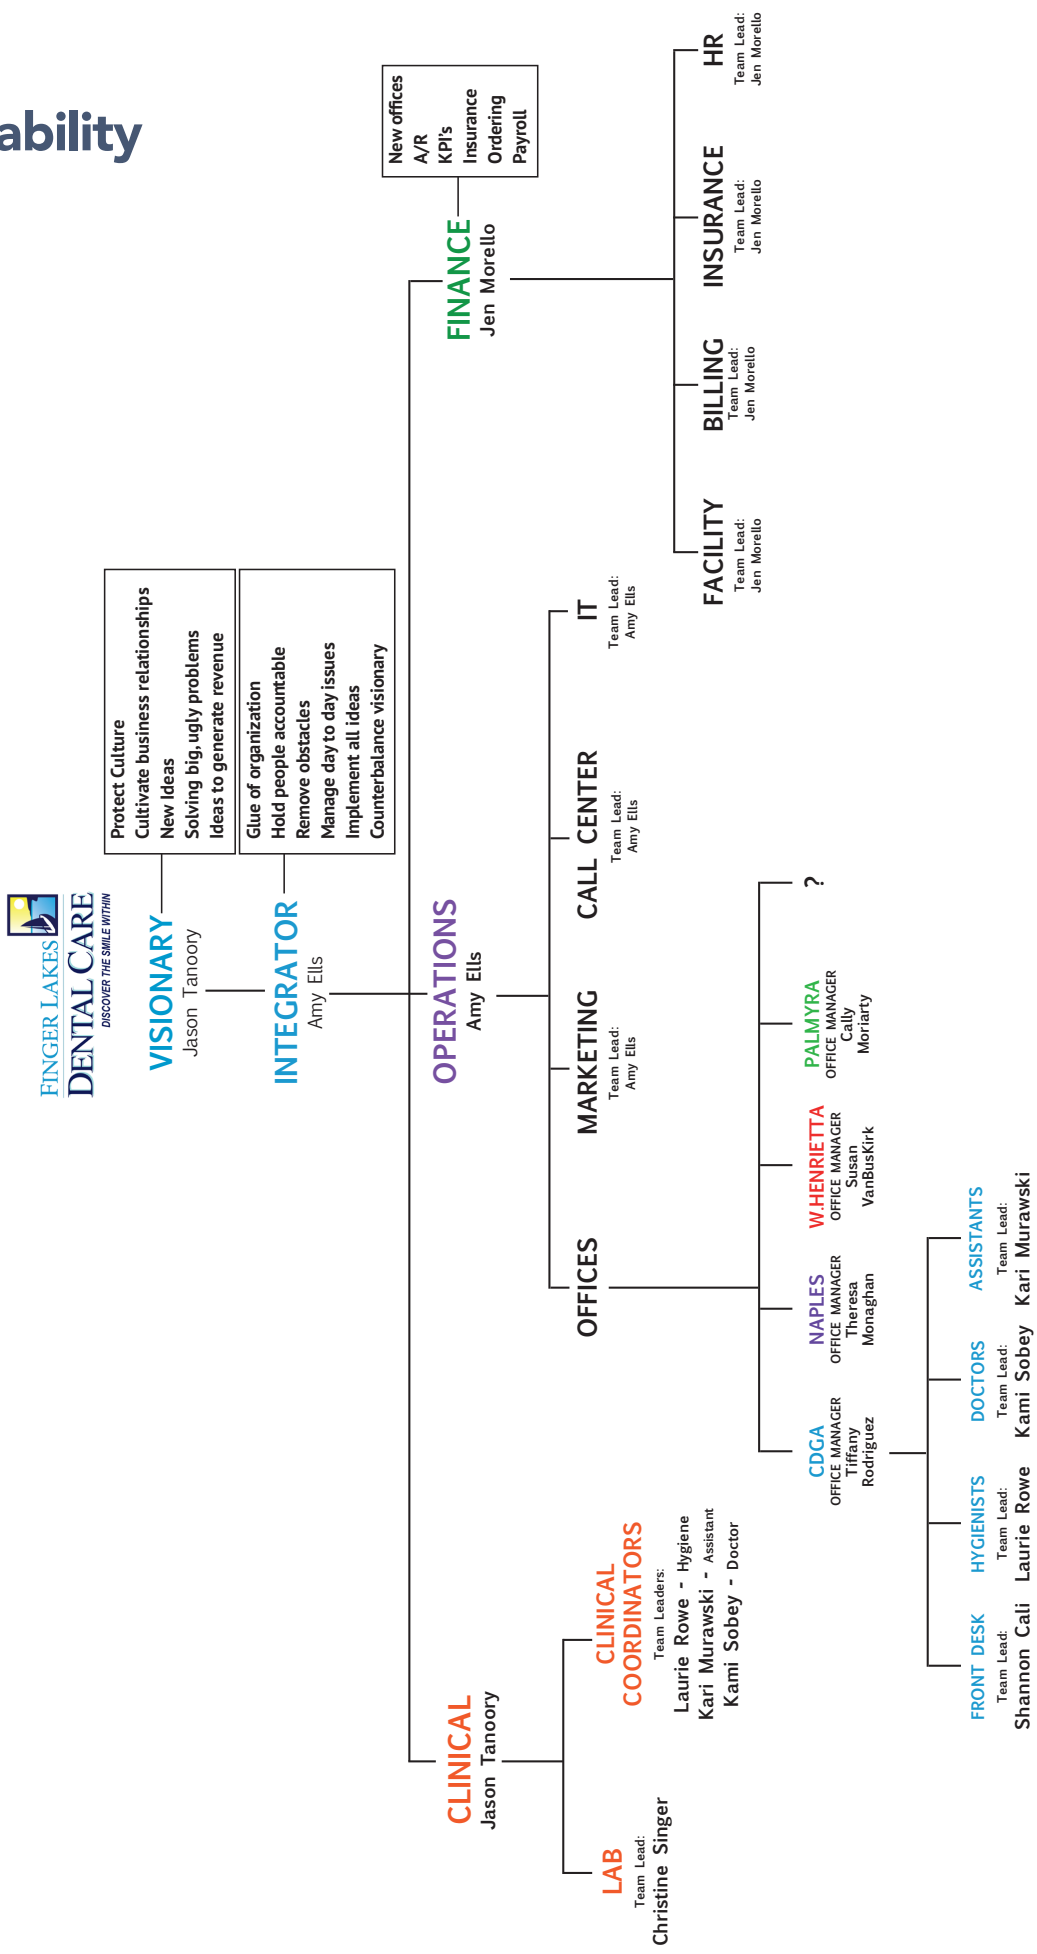 ability
FINGER LAKES
DENTAL CARE
DISCOVER THE SMILE WITHIN
VISIONARY
Jason Tanoory
Protect Culture
Cultivate business relationships
New Ideas
Solving big, ugly problems
Ideas to generate revenue
INTEGRATOR
Amy Ells
Glue of organization
Hold people accountable
Remove obstacles
Manage day to day issues
Implement all ideas
Counterbalance visionary
CLINICAL
Jason Tanoory
OPERATIONS
Amy Ells
FINANCE
Jen Morello
New offices
A/R
KPI's
Insurance
Ordering
Payroll
LAB
Team Lead:
Christine Singer
CLINICAL
COORDINATORS
Team Leaders:
Laurie Rowe - Hygiene
Kari Murawski - Assistant
Kami Sobey - Doctor
OFFICES
MARKETING
Team Lead:
Amy Ells
CALL CENTER
Team Lead:
Amy Ells
IT
Team Lead:
Amy Ells
FACILITY
Team Lead:
Jen Morello
BILLING
Team Lead:
Jen Morello
INSURANCE
Team Lead:
Jen Morello
HR
Team Lead:
Jen Morello
CDGA
OFFICE MANAGER
Tiffany
Rodriguez
NAPLES
OFFICE MANAGER
Theresa
Monaghan
W.HENRIETTA
OFFICE MANAGER
Susan
VanBusKirk
PALMYRA
OFFICE MANAGER
Cally
Moriarty
?
FRONT DESK
Team Lead:
Shannon Cali
HYGIENISTS
Team Lead:
Laurie Rowe
DOCTORS
Team Lead:
Kami Sobey
ASSISTANTS
Team Lead:
Kari Murawski